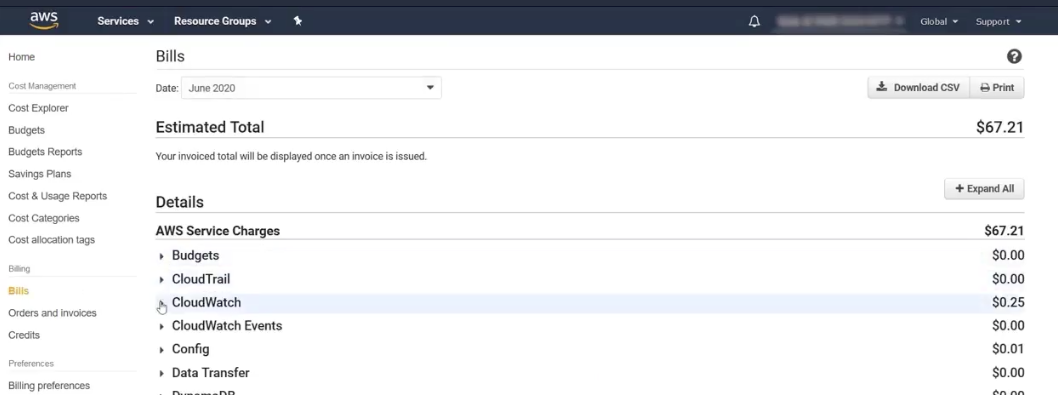 aws Services Resource Groups Global Support
Home
Cost Management
Cost Explorer
Budgets
Budgets Reports
Savings Plans
Cost & Usage Reports
Cost Categories
Cost allocation tags
Billing
Bills
Orders and invoices
Credits
Preferences
Billing preferences
Bills
Date: June 2020
Download CSV Print
Estimated Total $67.21
Your invoiced total will be displayed once an invoice is issued.
+ Expand All
Details
AWS Service Charges $67.21
Budgets $0.00
CloudTrail $0.00
CloudWatch $0.25
CloudWatch Events $0.00
Config $0.01
Data Transfer $0.00